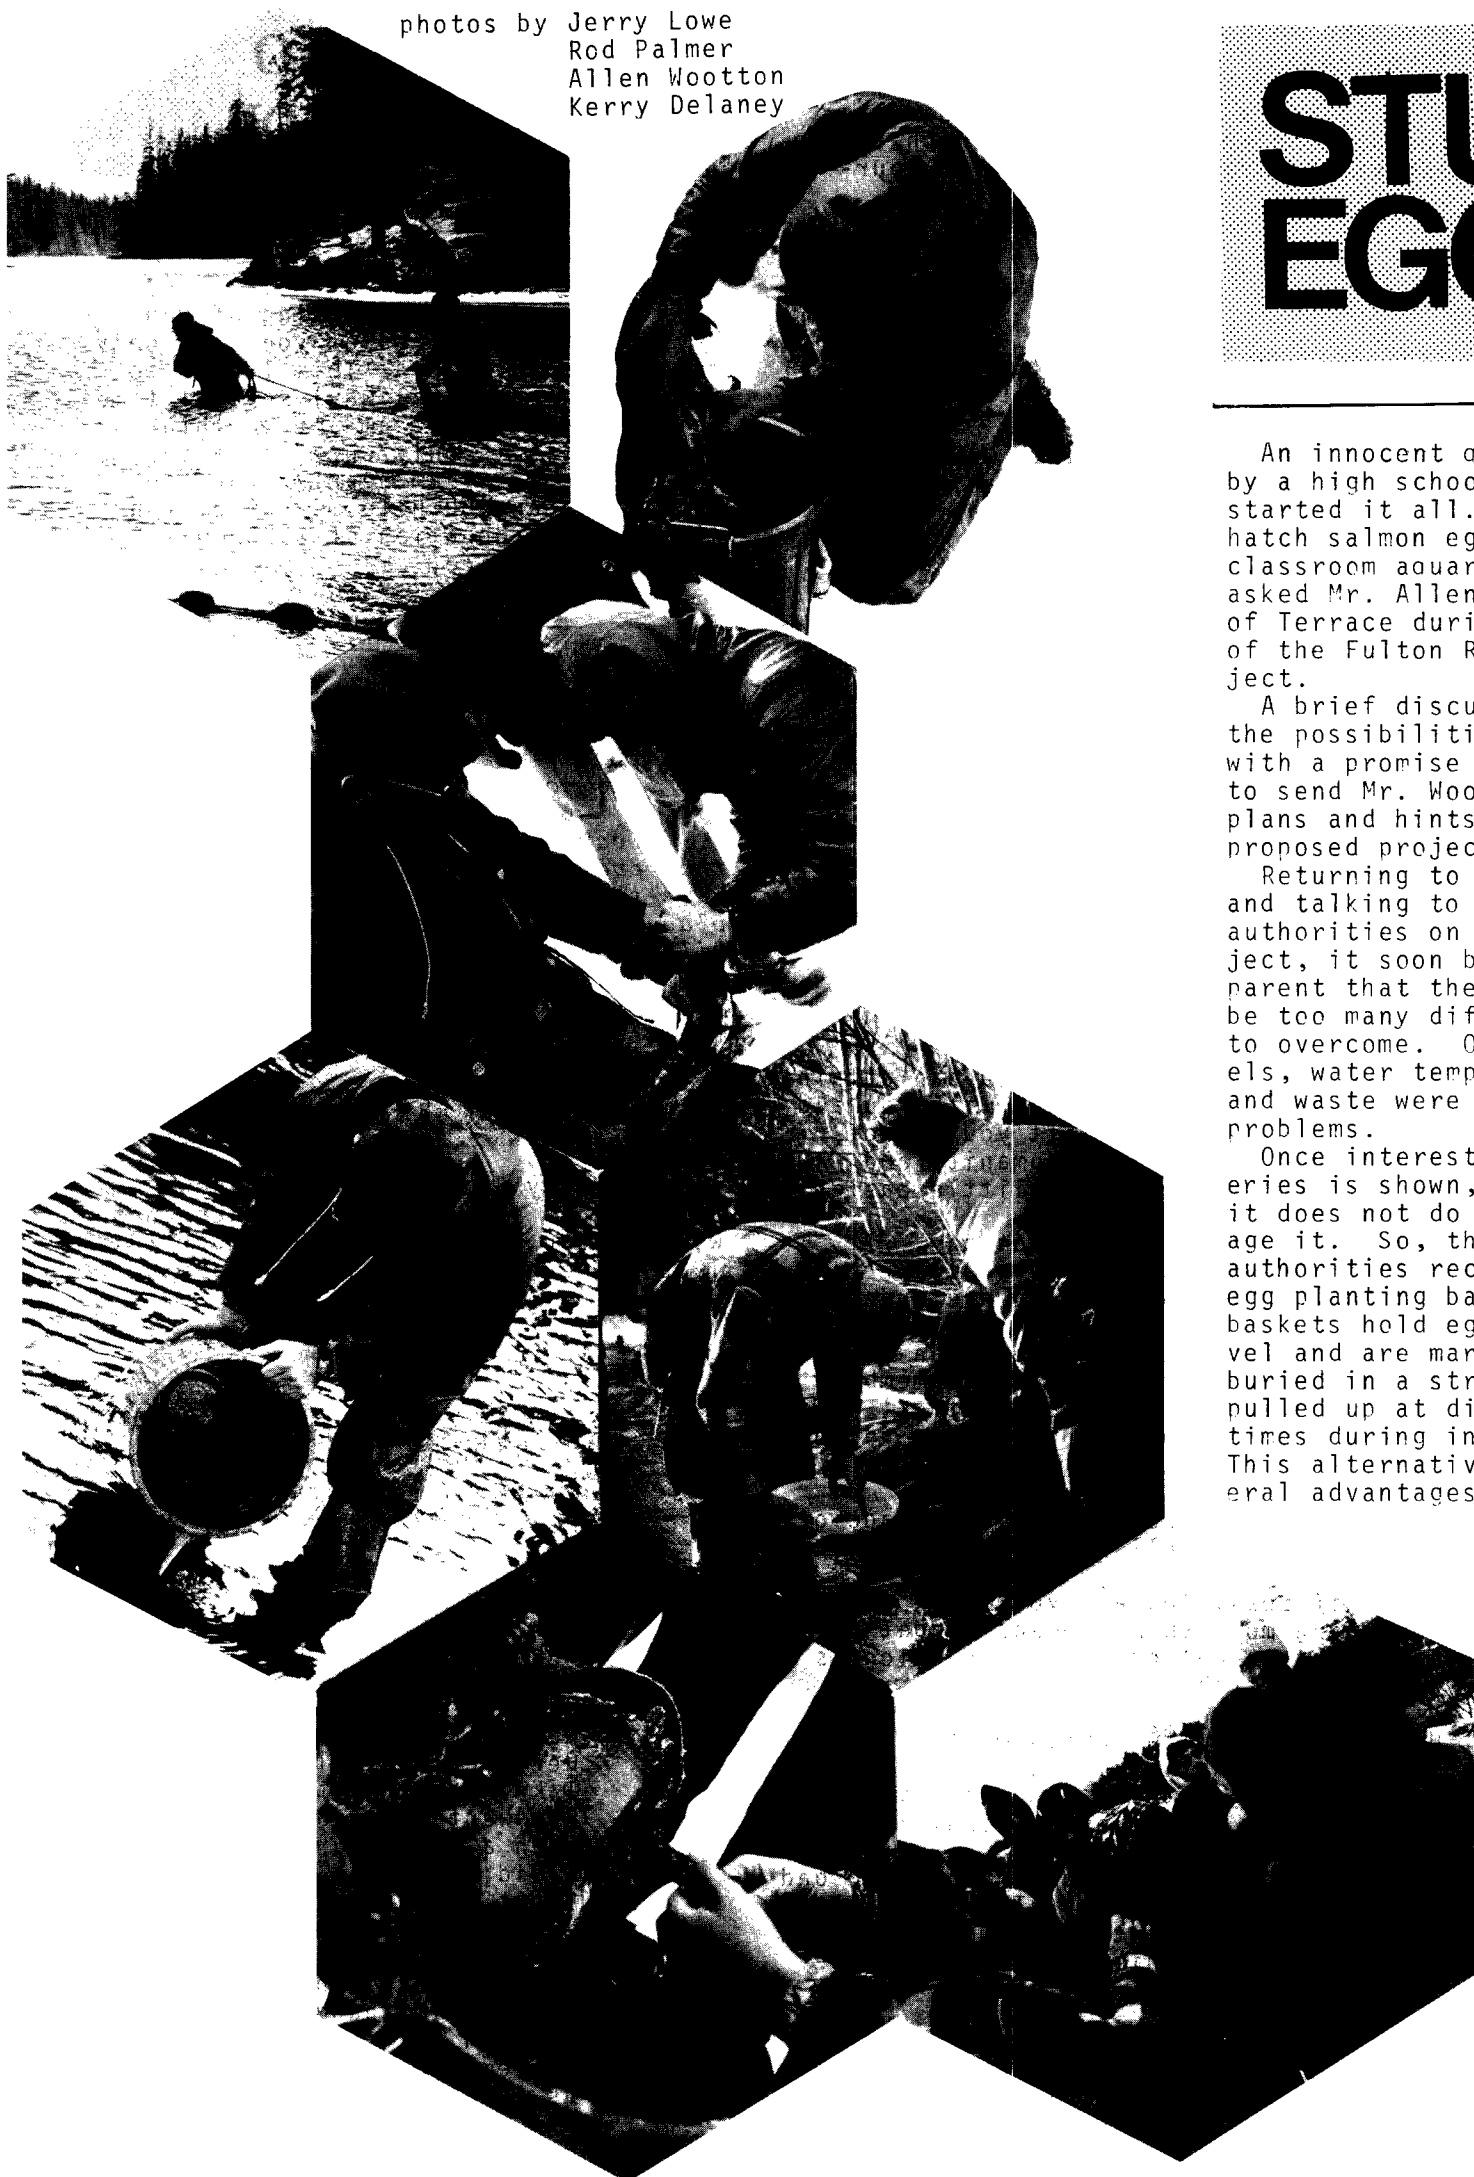 photos by Jerry Lowe
Rod Palmer
Allen Wootton
Kerry Delaney
STU
EGG
An innocent q
by a high schoo
started it all.
hatch salmon eg
classroom aquar
asked Mr. Allen
of Terrace duri
of the Fulton R
ject.
A brief discu
the possibiliti
with a promise
to send Mr. Woo
plans and hints
proposed projec
Returning to
and talking to
authorities on
ject, it soon b
parent that the
be too many dif
to overcome. O
els, water temp
and waste were
problems.
Once interest
eries is shown,
it does not do
age it. So, th
authorities rec
egg planting ba
baskets hold eg
vel and are mar
buried in a str
pulled up at di
times during in
This alternativ
eral advantages